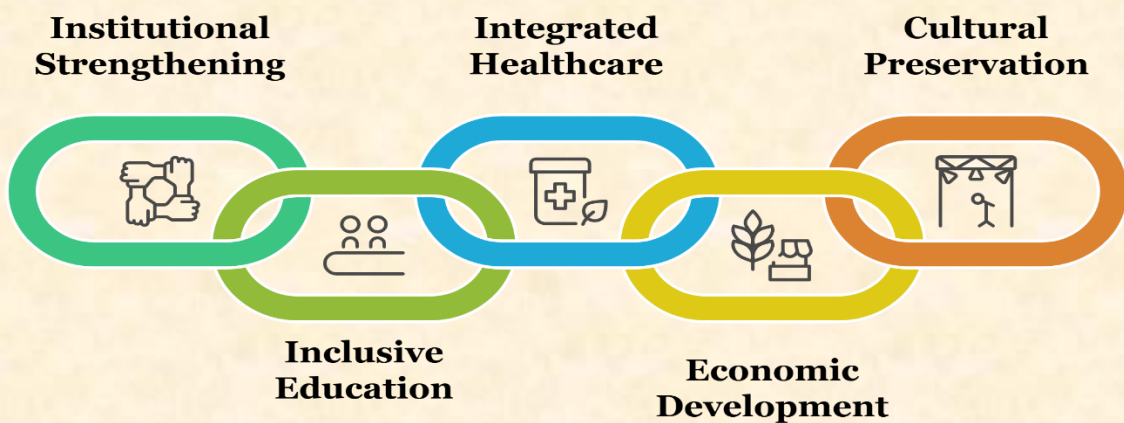 Institutional
Strengthening
Integrated
Healthcare
Cultural
Preservation
Inclusive
Education
Economic
Development